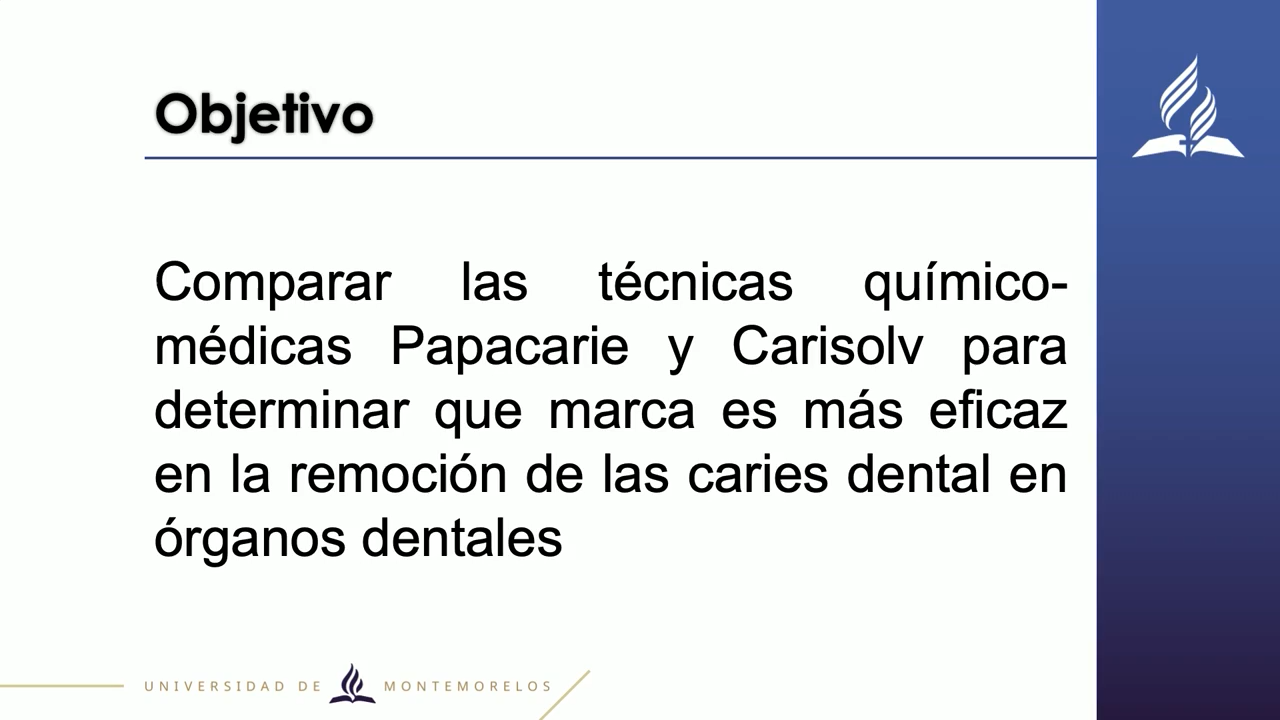 Objetivo
Comparar las técnicas químico-
médicas Papacarie y Carisolv para
determinar que marca es más eficaz
en la remoción de las caries dental en
órganos dentales
UNIVERSIDAD DE MONTEMORELOS